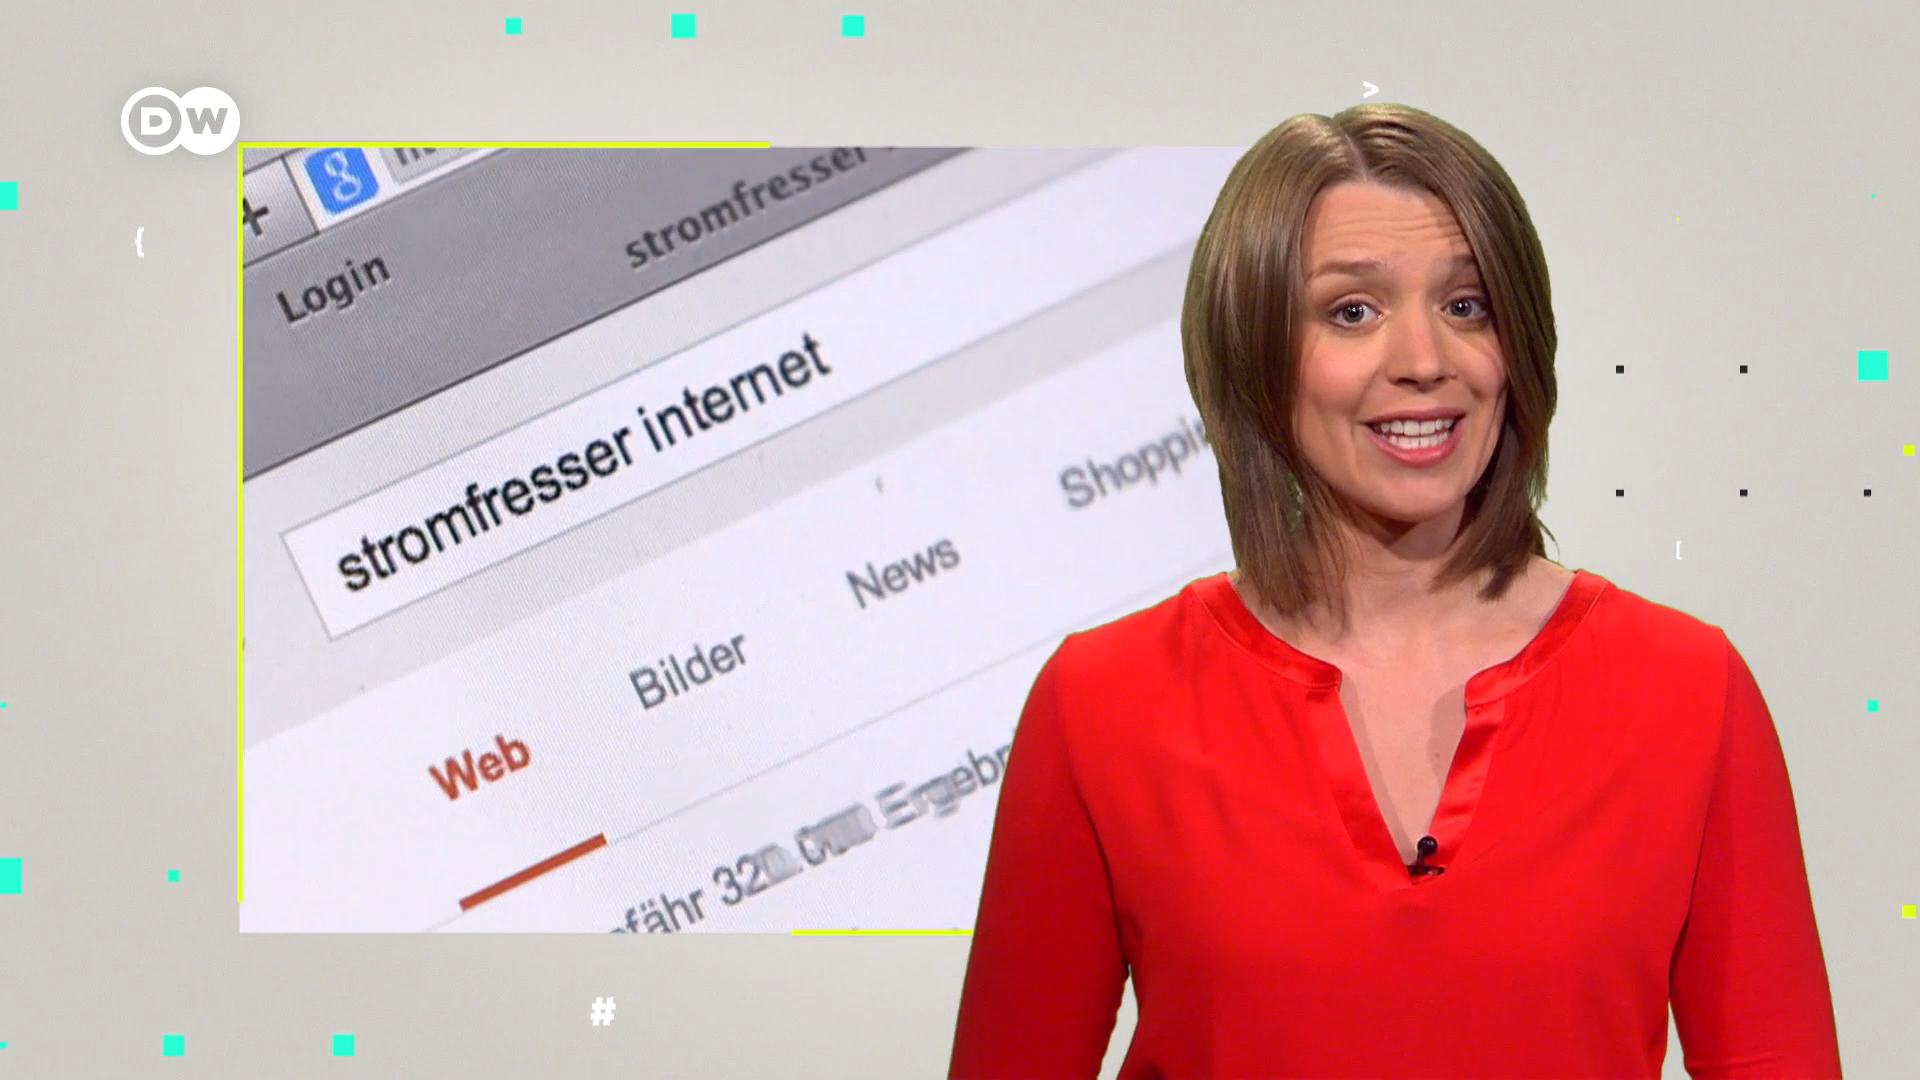 DW
Login
stromfresser
stromfresser internet
Web Bilder News